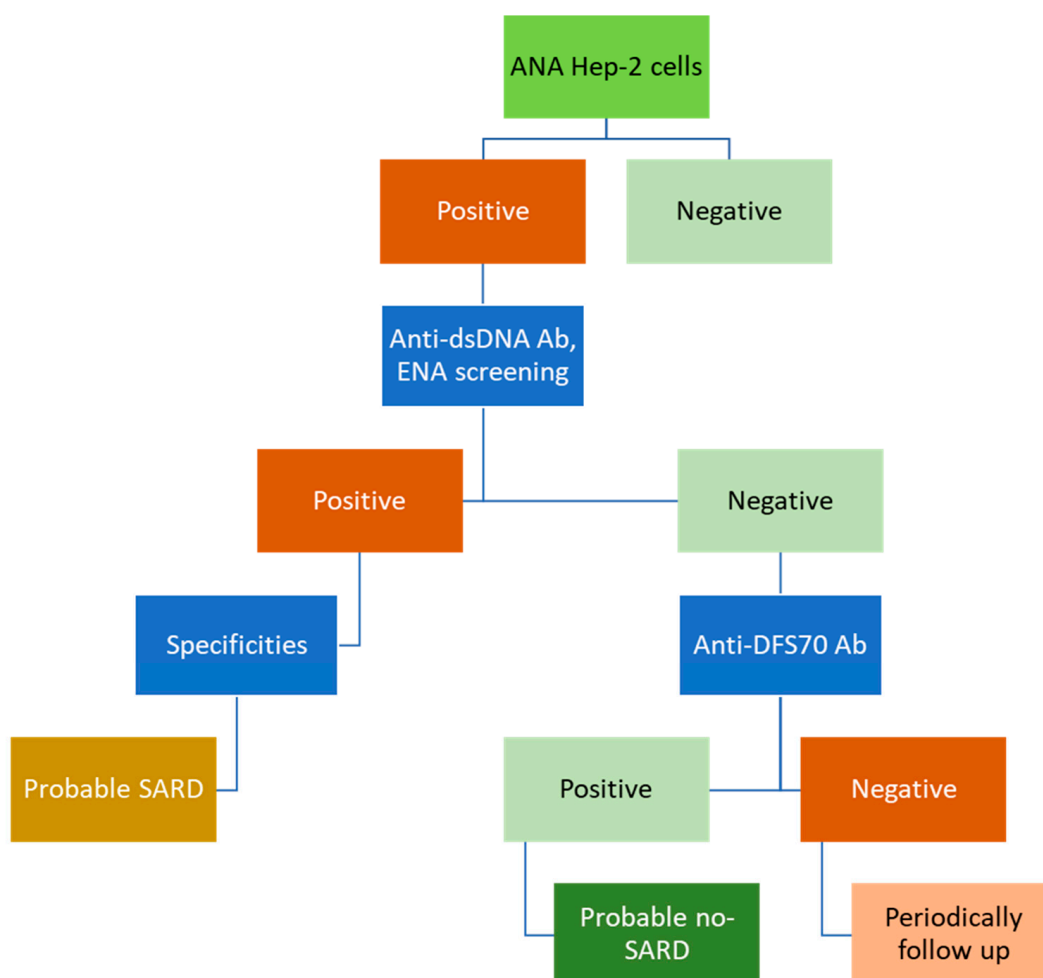 ANA Hep-2 cells
Positive
Negative
Anti-dsDNA Ab,
ENA screening
Positive
Negative
Specificities
Anti-DFS70 Ab
Probable SARD
Positive
Negative
Probable no-
SARD
Periodically
follow up